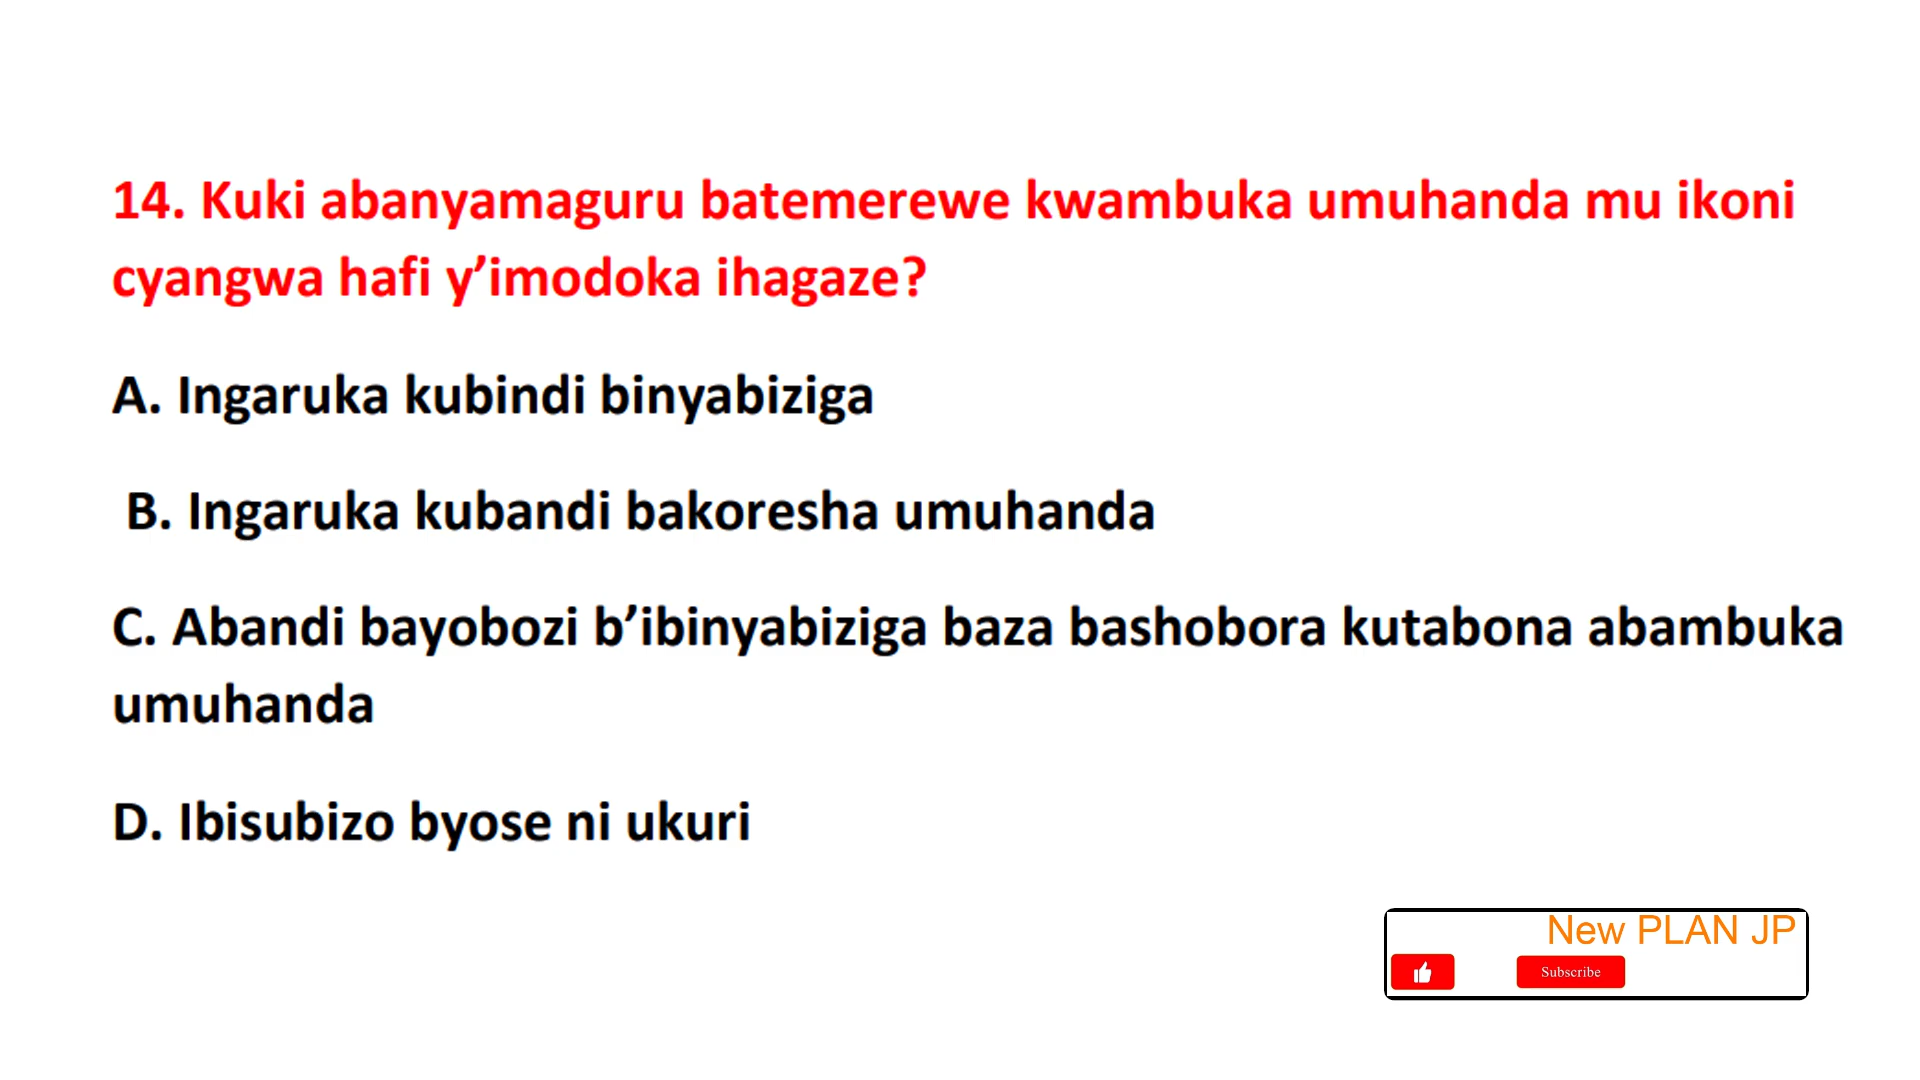 14. Kuki abanyamaguru batemerewe kwambuka umuhanda mu ikoni
cyangwa hafi y’imodoka ihagaze?
A. Ingaruka kubindi binyabiziga
B. Ingaruka kubandi bakoresha umuhanda
C. Abandi bayobozi b’ibinyabiziga baza bashobora kutabona abambuka
umuhanda
D. Ibisubizo byose ni ukuri
New PLAN JP
Subscribe